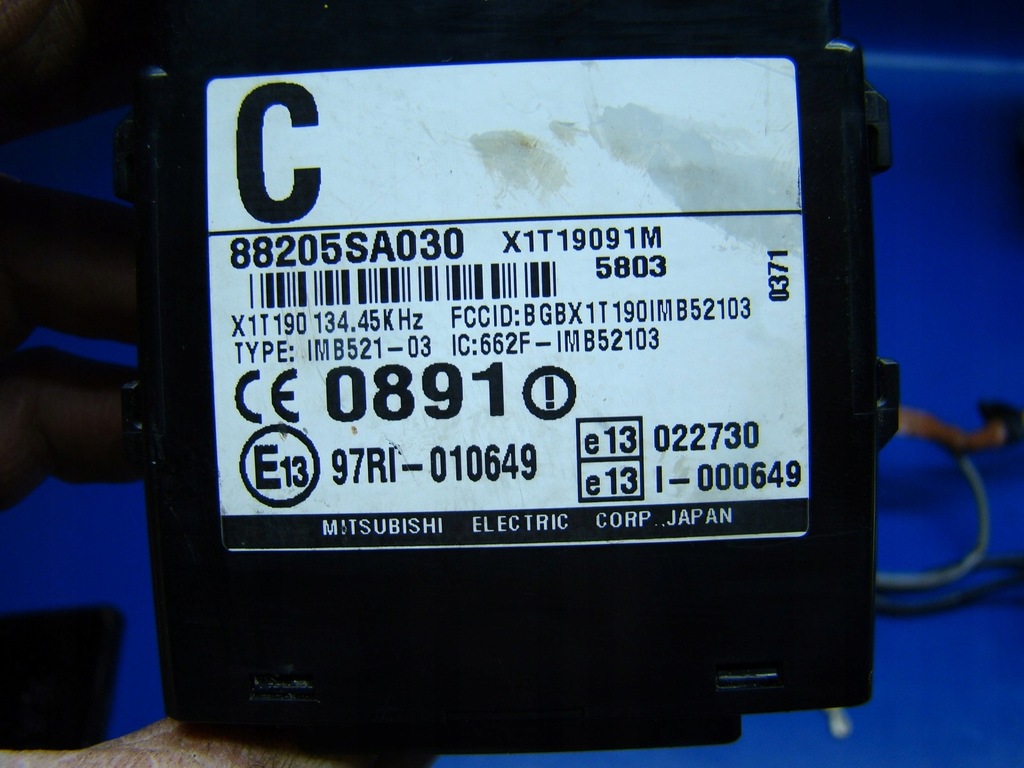 C
88205SA030 X1T19091M
5803
0371
X1T190 134.45KHz FCCID:BGBX1T190IMB52103
TYPE: IMB521-03 IC:662F-IMB52103
CE 0891 !
E13 97RI-010649
e13 022730
e13 I-000649
MITSUBISHI ELECTRIC CORP. JAPAN